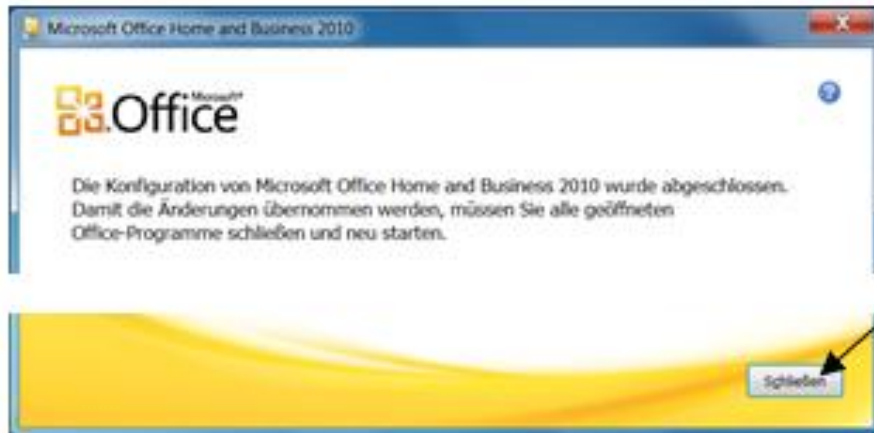 Microsoft Office Home and Business 2010
Microsoft®
Office
Die Konfiguration von Microsoft Office Home and Business 2010 wurde abgeschlossen.
Damit die Änderungen übernommen werden, müssen Sie alle geöffneten
Office-Programme schließen und neu starten.
Schließen